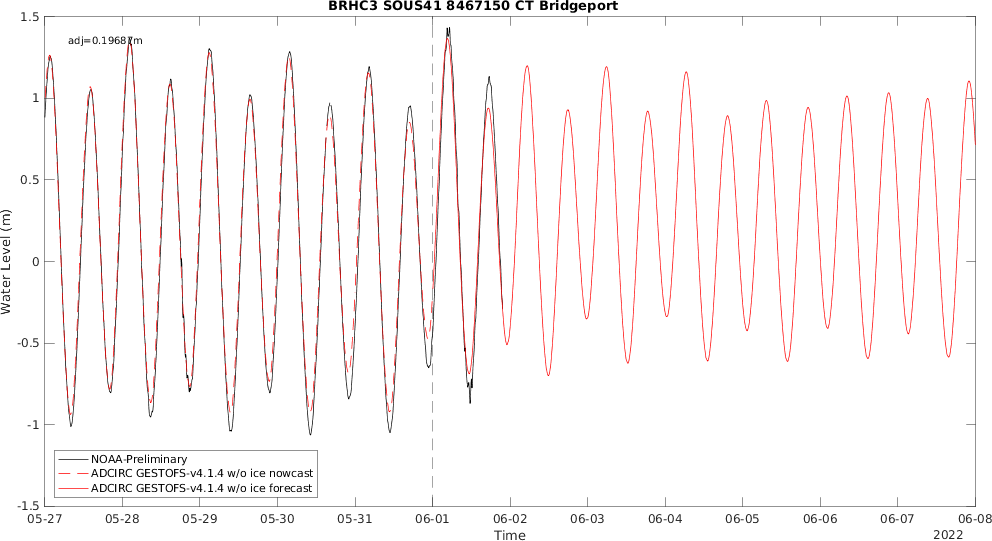 BRHC3 SOUS41 8467150 CT Bridgeport
adj=0.19687m
1.5
1
0.5
0
-0.5
-1
-1.5
Water Level (m)
NOAA-Preliminary
ADCIRC GESTOFS-v4.1.4 w/o ice nowcast
ADCIRC GESTOFS-v4.1.4 w/o ice forecast
05-27 05-28 05-29 05-30 05-31 06-01 06-02 06-03 06-04 06-05 06-06 06-07 06-08
Time
2022